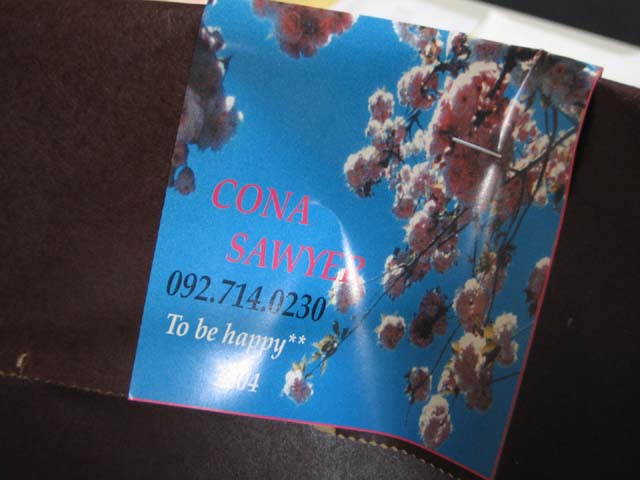 CONA
SAWYER
092.714.0230
To be happy**